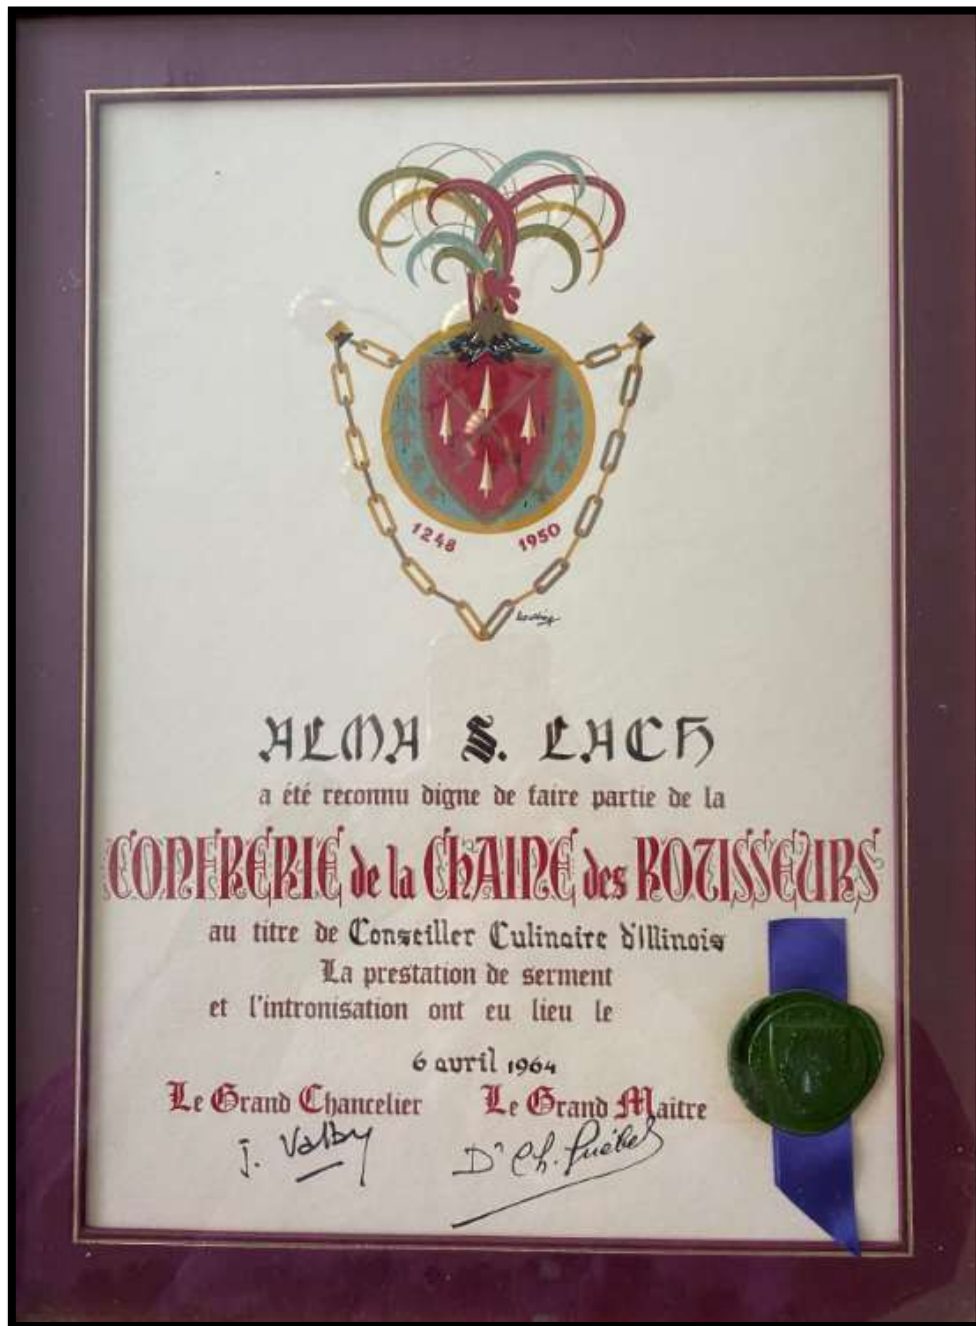 1248 1950
ALMA S. LACH
a été reconnu digne de faire partie de la
CONFRERIE de la CHAINE des ROTISSEURS
au titre de Conseiller Culinaire d'Illinois
La prestation de serment
et l'intronisation ont eu lieu le
6 avril 1964
Le Grand Chancelier Le Grand Maitre
J. Valby Dr Ch.